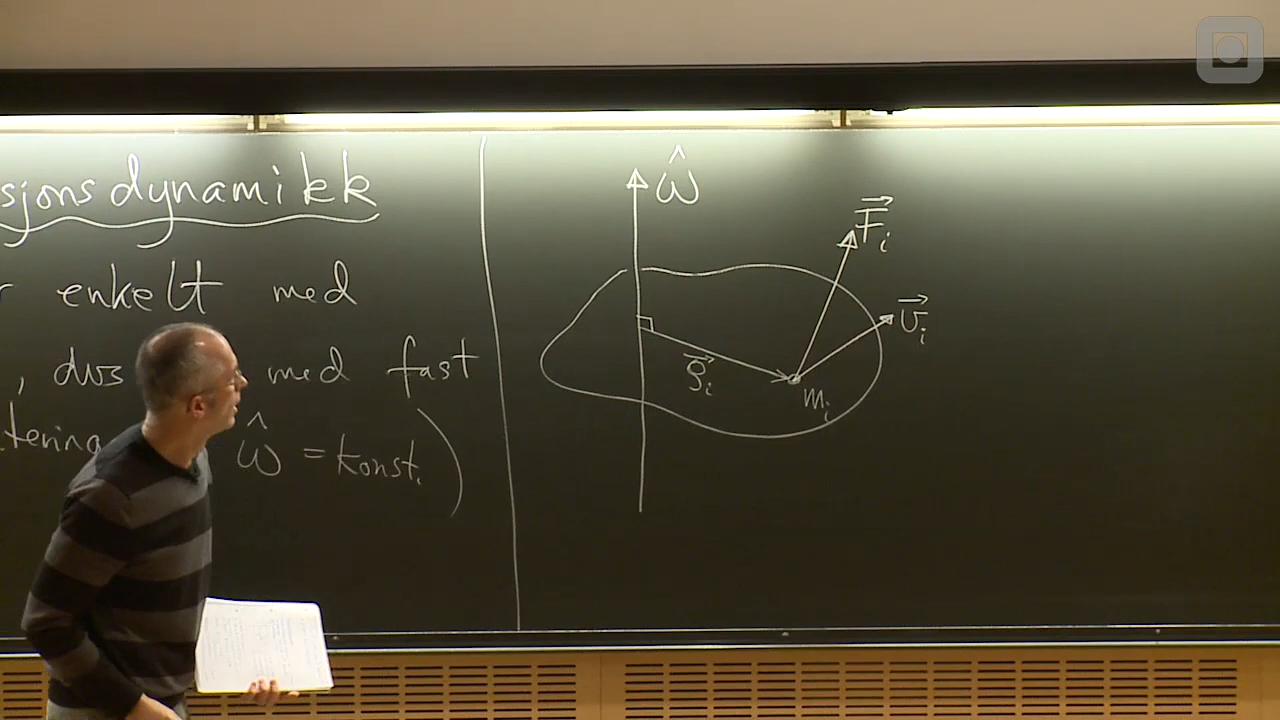 sjonsdynamikk
r enkelt med
, dvs med fast
tering ω̂ = konst.)
ω̂
F⃗ᵢ
v⃗ᵢ
ρ⃗ᵢ
mᵢ